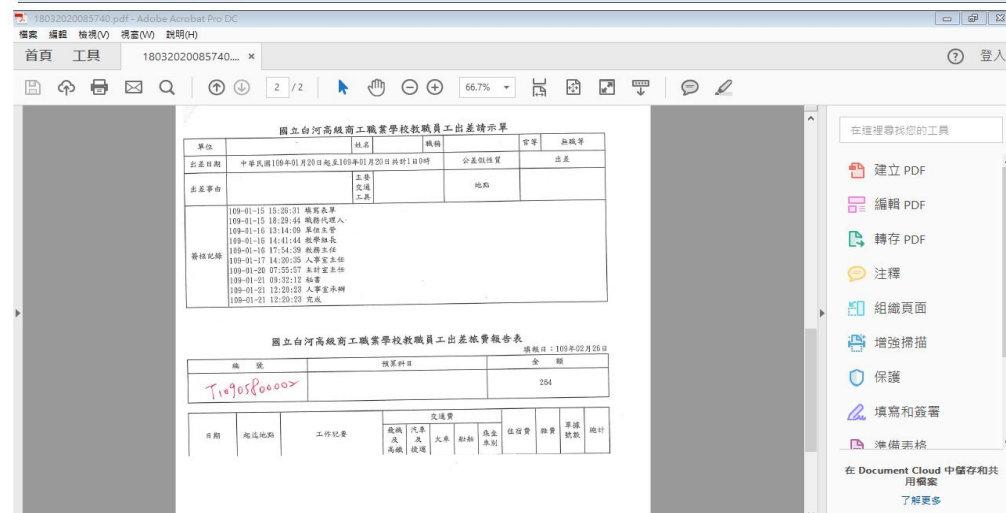 18032020085740.pdf - Adobe Acrobat Pro DC
檔案 編輯 檢視(V) 視窗(W) 說明(H)
首頁 工具 18032020085740.... × ? 登入
2 / 2 66.7%
在這裡尋找您的工具
建立 PDF
編輯 PDF
轉存 PDF
注釋
組織頁面
增強掃描
保護
填寫和簽署
準備表格
在 Document Cloud 中儲存和共
用檔案
了解更多
國立白河高級商工職業學校教職員工出差請示單
單位 姓名 職稱 官等 無職等
出差日期 中華民國109年01月20日起至109年01月20日共計1日0時 公差假性質 出差
出差事由 主要交通工具 地點
簽核記錄
109-01-15 15:26:31 填寫表單
109-01-15 18:29:44 職務代理人
109-01-16 13:14:09 單位主管
109-01-16 14:41:44 教學組長
109-01-16 17:54:39 教務主任
109-01-17 14:20:35 人事室主任
109-01-20 07:55:57 主計室主任
109-01-21 09:32:12 秘書
109-01-21 12:20:23 人事室承辦
109-01-21 12:20:23 完成
國立白河高級商工職業學校教職員工出差旅費報告表
填報日：109年02月26日
編 號 預算科目 金 額
T10905800002 264
日期 起迄地點 工作記要 交通費 住宿費 雜費 單據號數 總計
飛機及高鐵 汽車及捷運 火車 船舶 乘坐車別